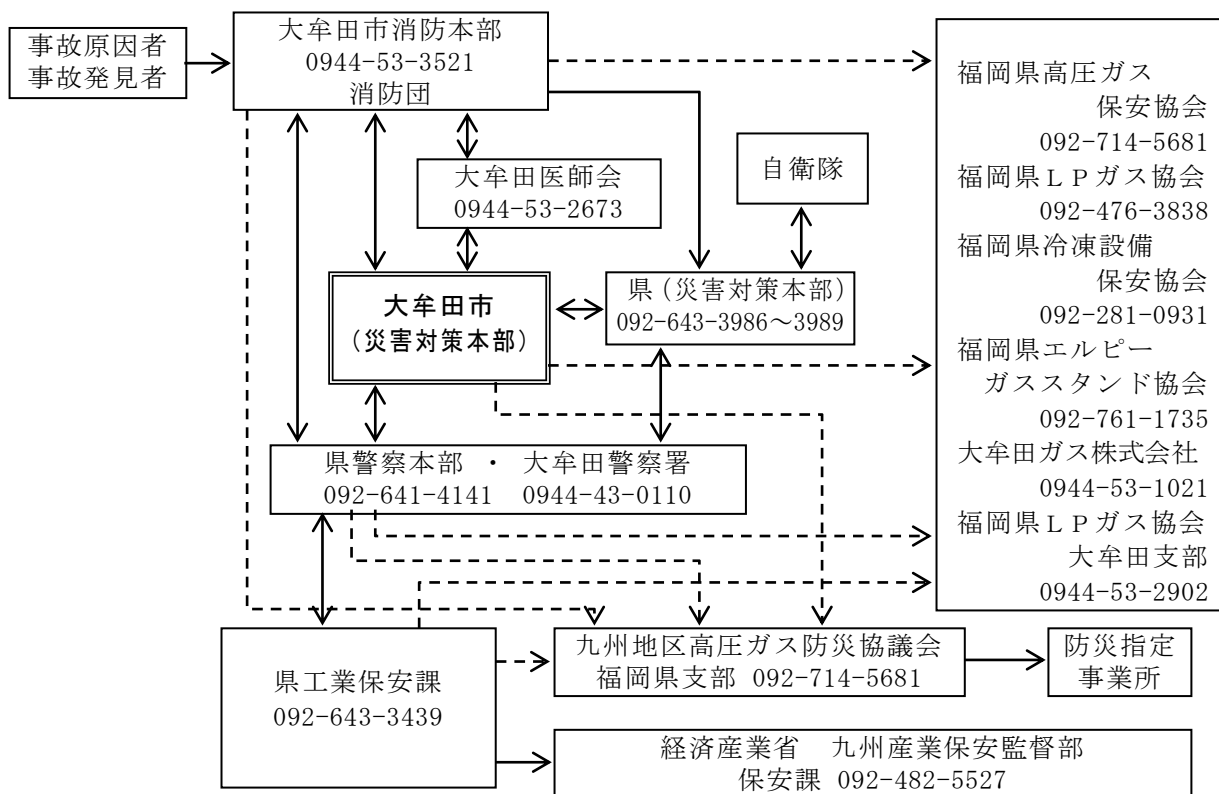 事故原因者
事故発見者
大牟田市消防本部
0944-53-3521
消防団
大牟田医師会
0944-53-2673
自衛隊
大牟田市
(災害対策本部)
県(災害対策本部)
092-643-3986～3989
県警察本部 ・ 大牟田警察署
092-641-4141 0944-43-0110
福岡県高圧ガス
保安協会
092-714-5681
福岡県ＬＰガス協会
092-476-3838
福岡県冷凍設備
保安協会
092-281-0931
福岡県エルピー
ガススタンド協会
092-761-1735
大牟田ガス株式会社
0944-53-1021
福岡県ＬＰガス協会
大牟田支部
0944-53-2902
県工業保安課
092-643-3439
九州地区高圧ガス防災協議会
福岡県支部 092-714-5681
防災指定
事業所
経済産業省　九州産業保安監督部
保安課 092-482-5527